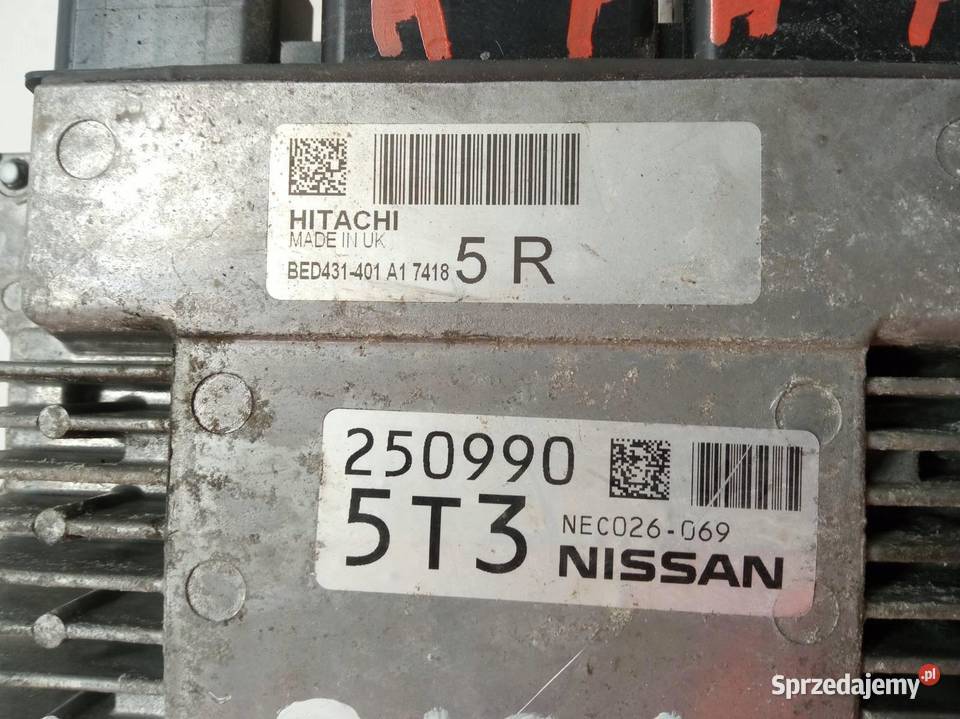 HITACHI
MADE IN UK
BED431-401 A1 7418 5 R
250990
5T3
NEC026-069
NISSAN
Sprzedajemy.pl